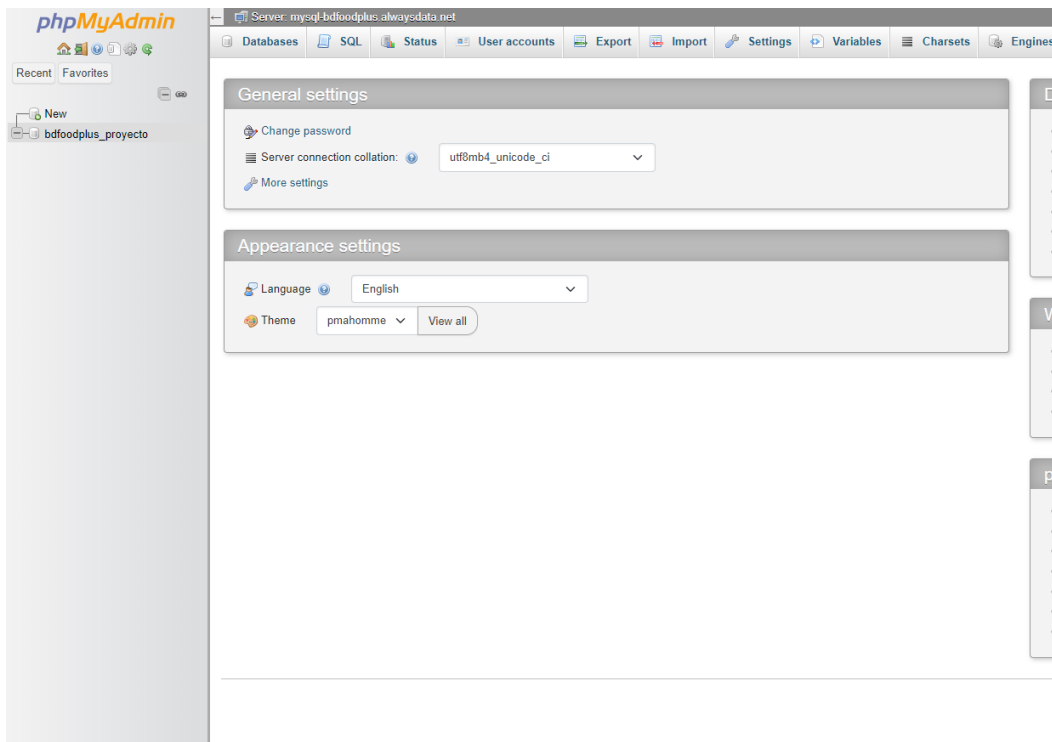 phpMyAdmin
Recent Favorites
New
bdfoodplus_proyecto
Server: mysql-bdfoodplus.alwaysdata.net
Databases SQL Status User accounts Export Import Settings Variables Charsets Engines
General settings
Change password
Server connection collation: utf8mb4_unicode_ci
More settings
Appearance settings
Language English
Theme pmahomme View all